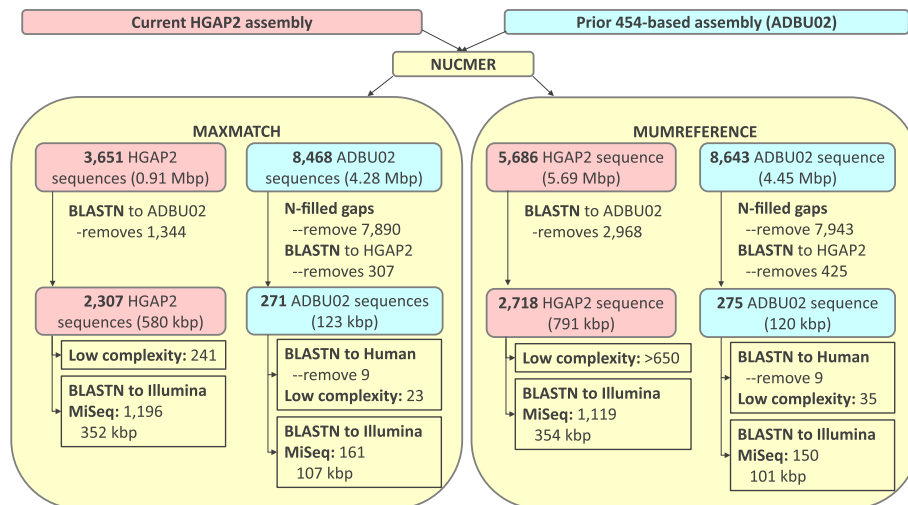 Current HGAP2 assembly
Prior 454-based assembly (ADBU02)
NUCMER
MAXMATCH
3,651 HGAP2
sequences (0.91 Mbp)
8,468 ADBU02
sequences (4.28 Mbp)
BLASTN to ADBU02
-removes 1,344
N-filled gaps
--remove 7,890
BLASTN to HGAP2
--removes 307
2,307 HGAP2
sequences (580 kbp)
271 ADBU02 sequences
(123 kbp)
Low complexity: 241
BLASTN to Illumina
MiSeq: 1,196
352 kbp
BLASTN to Human
--remove 9
Low complexity: 23
BLASTN to Illumina
MiSeq: 161
107 kbp
MUMREFERENCE
5,686 HGAP2 sequence
(5.69 Mbp)
8,643 ADBU02 sequence
(4.45 Mbp)
BLASTN to ADBU02
-removes 2,968
N-filled gaps
--remove 7,943
BLASTN to HGAP2
--removes 425
2,718 HGAP2 sequence
(791 kbp)
275 ADBU02 sequence
(120 kbp)
Low complexity: >650
BLASTN to Illumina
MiSeq: 1,119
354 kbp
BLASTN to Human
--remove 9
Low complexity: 35
BLASTN to Illumina
MiSeq: 150
101 kbp